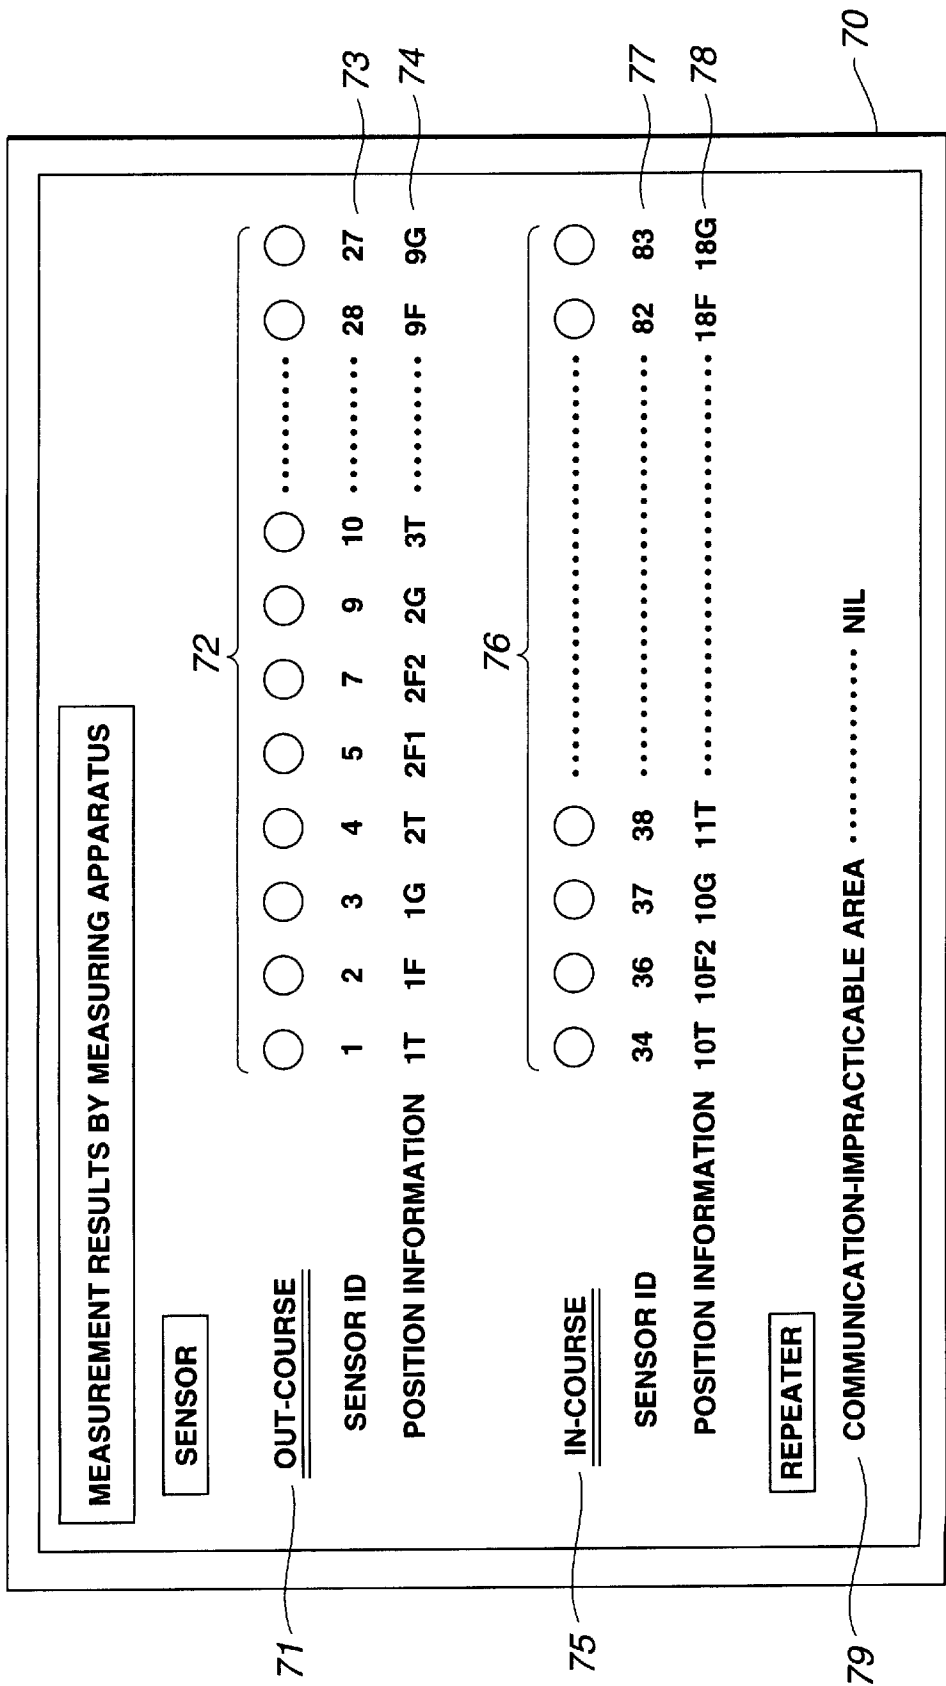 MEASUREMENT RESULTS BY MEASURING APPARATUS
SENSOR
72
71 OUT-COURSE
SENSOR ID 1 2 3 4 5 7 9 10 ·········· 28 27 73
POSITION INFORMATION 1T 1F 1G 2T 2F1 2F2 2G 3T ·········· 9F 9G 74
76
75 IN-COURSE
SENSOR ID 34 36 37 38 ······························ 82 83 77
POSITION INFORMATION 10T 10F2 10G 11T ······························ 18F 18G 78
REPEATER
79 COMMUNICATION-IMPRACTICABLE AREA ············· NIL
70